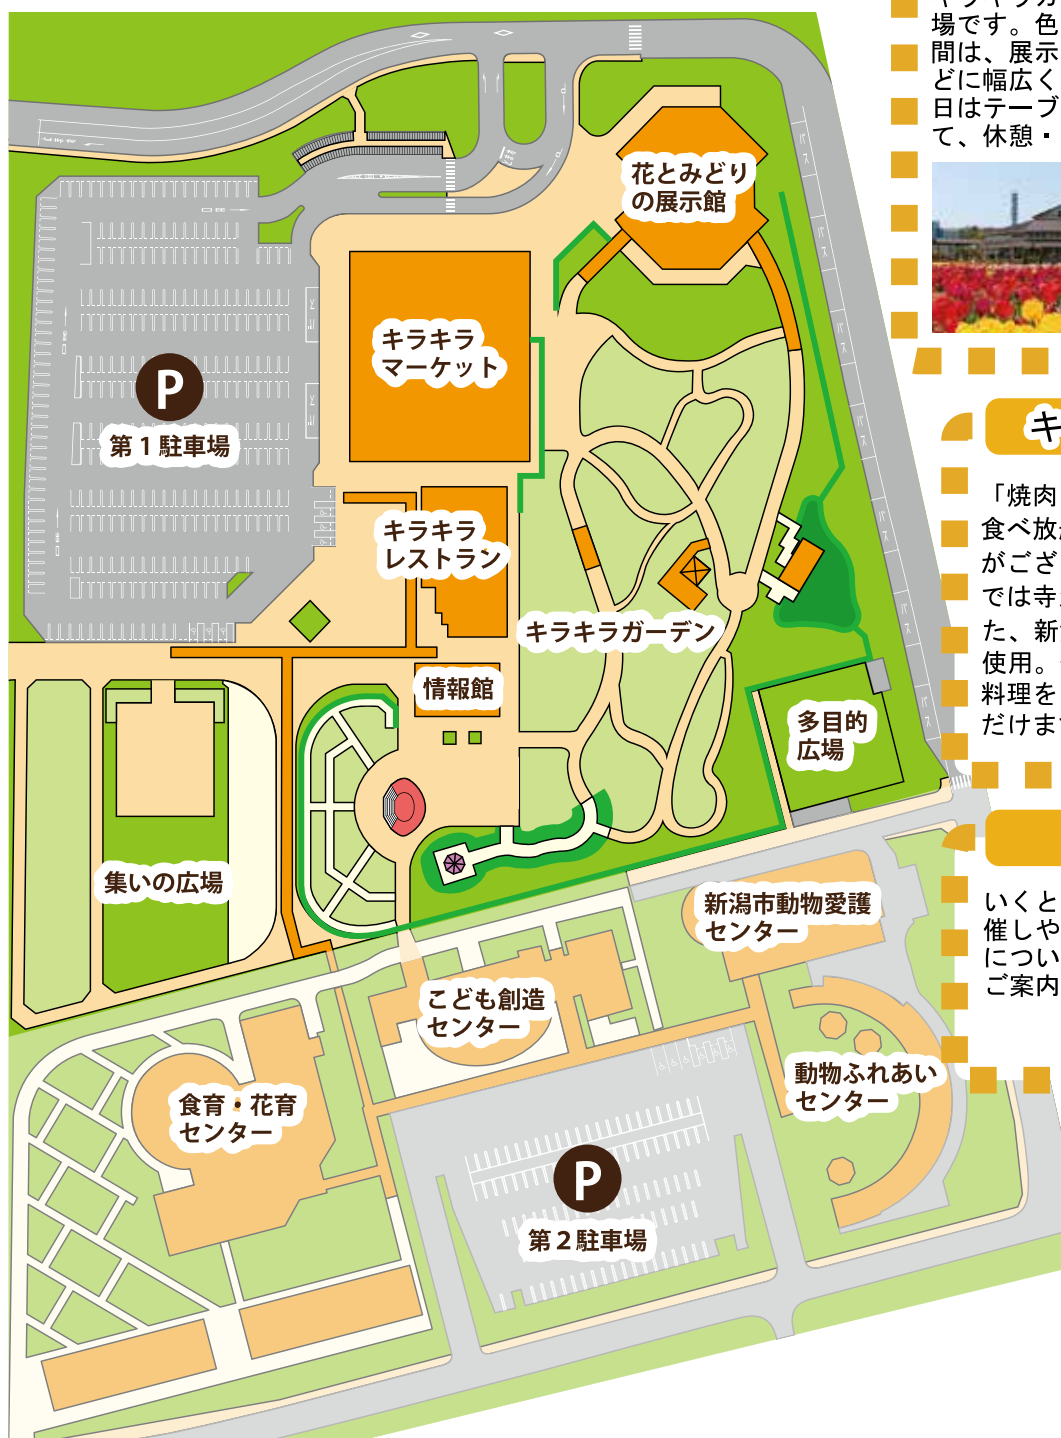 場です。色
間は、展示
どに幅広く
日はテーブ
て、休憩・
花とみどり
の展示館
キラキラ
マーケット
P
第1駐車場
キ
「焼肉
食べ放
がござ
では寺
た、新
使用。
料理を
だけま
キラキラ
レストラン
キラキラガーデン
情報館
多目的
広場
集いの広場
新潟市動物愛護
センター
いくと
催しや
につい
ご案内
こども創造
センター
動物ふれあい
センター
食育・花育
センター
P
第2駐車場